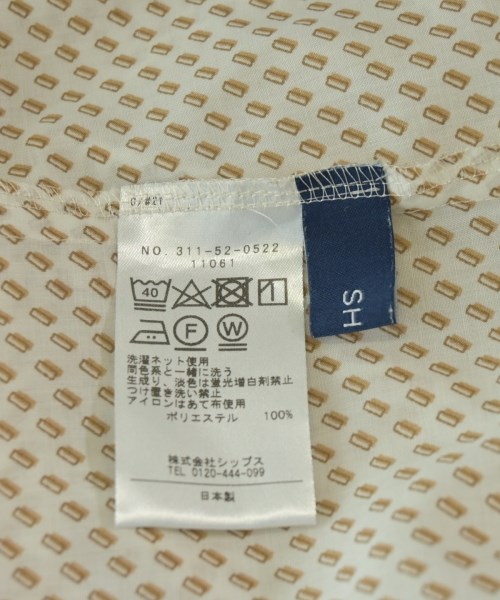 NO. 311-52-0522
11061
40
F
W
洗濯ネット使用
同色系と一緒に洗う
生成り、淡色は蛍光増白剤禁止
つけ置き洗い禁止
アイロンはあて布使用
ポリエステル 100%
株式会社シップス
TEL 0120-444-099
日本製
SH